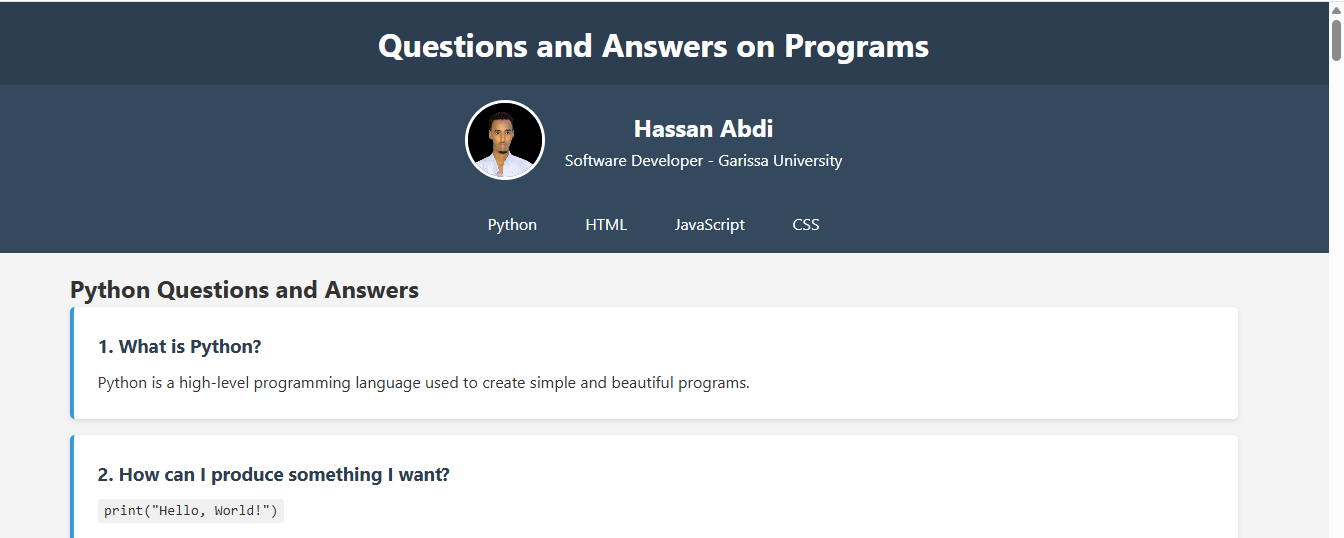 Questions and Answers on Programs
Hassan Abdi
Software Developer - Garissa University
Python HTML JavaScript CSS
Python Questions and Answers
1. What is Python?
Python is a high-level programming language used to create simple and beautiful programs.
2. How can I produce something I want?
print("Hello, World!")